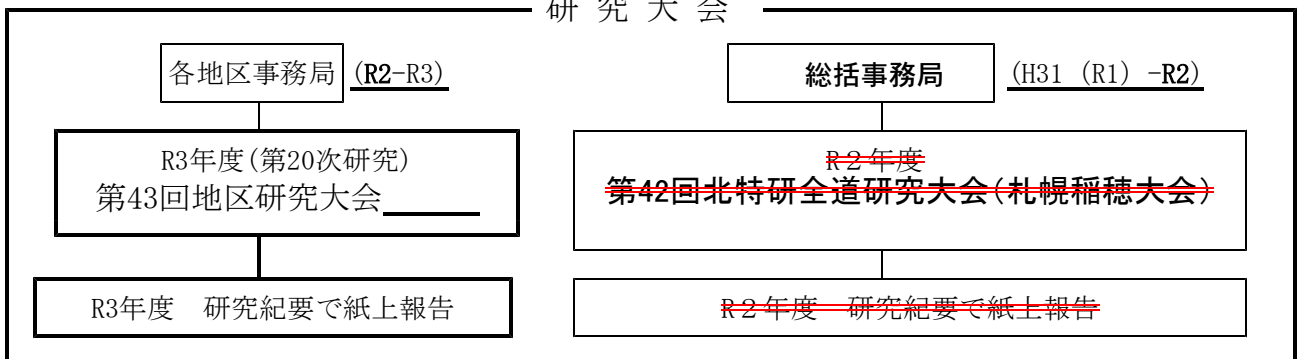 研究大会
各地区事務局 (R2-R3)
総括事務局 (H31 (R1) -R2)
R3年度(第20次研究)
第43回地区研究大会
R2年度
第42回北特研全道研究大会(札幌稲穂大会)
R3年度 研究紀要で紙上報告
R2年度 研究紀要で紙上報告